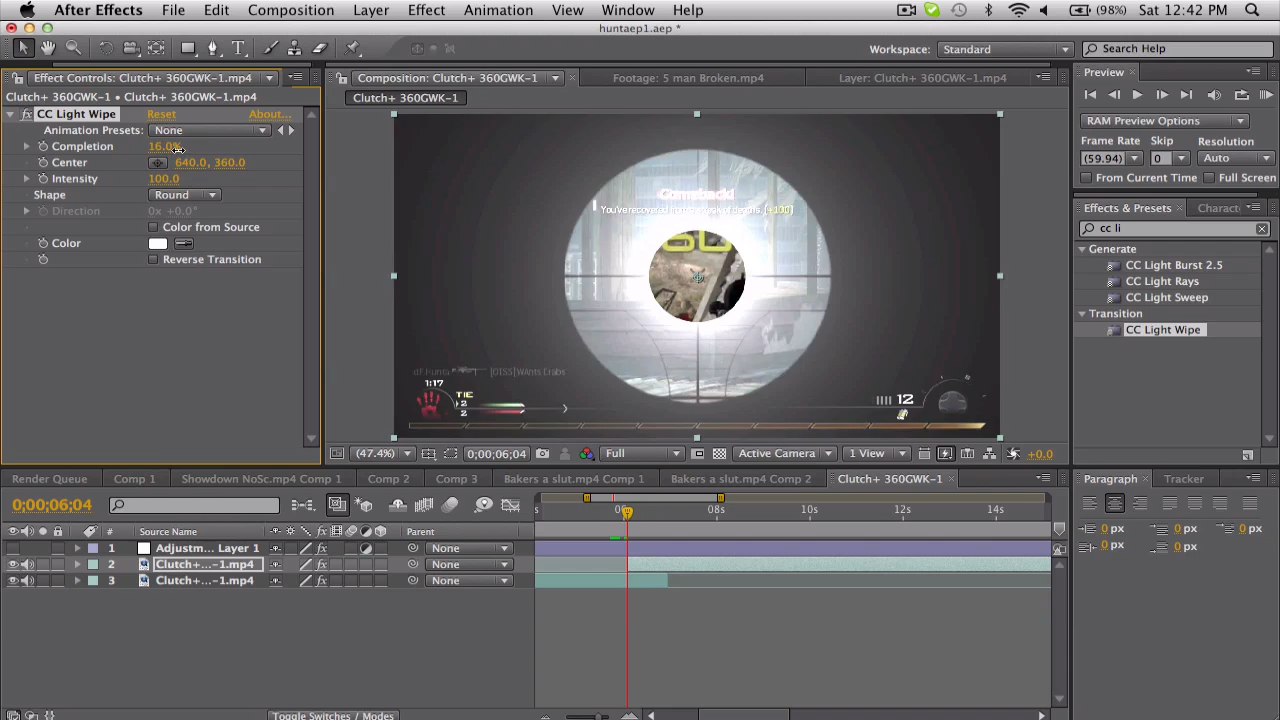 After Effects File Edit Composition Layer Effect Animation View Window Help (98%) Sat 12:42 PM
huntaep1.aep *
Workspace: Standard Search Help
Effect Controls: Clutch+ 360GWK-1.mp4 Composition: Clutch+ 360GWK-1 Footage: 5 man Broken.mp4 Layer: Clutch+ 360GWK-1.mp4 Preview
Clutch+ 360GWK-1 • Clutch+ 360GWK-1.mp4 Clutch+ 360GWK-1
fx CC Light Wipe Reset About...
Animation Presets: None
Completion 16.0%
Center 640.0, 360.0
Intensity 100.0
Shape Round
Direction 0x +0.0°
Color from Source
Color
Reverse Transition
Comeback!
[+100]
1:17
TIE
2
2
12
RAM Preview Options
Frame Rate Skip Resolution
(59.94) 0 Auto
From Current Time Full Screen
Effects & Presets Charact
cc li
Generate
CC Light Burst 2.5
CC Light Rays
CC Light Sweep
Transition
CC Light Wipe
(47.4%) 0;00;06;04 Full Active Camera 1 View +0.0
Render Queue Comp 1 Showdown NoSc.mp4 Comp 1 Comp 2 Comp 3 Bakers a slut.mp4 Comp 1 Bakers a slut.mp4 Comp 2 Clutch+ 360GWK-1 Paragraph Tracker
0;00;06;04
08s 10s 12s 14s
# Source Name fx Parent
1 Adjustm... Layer 1 fx None
2 Clutch+...-1.mp4 fx None
3 Clutch+...-1.mp4 fx None
0 px 0 px 0 px
0 px 0 px
Toggle Switches / Modes